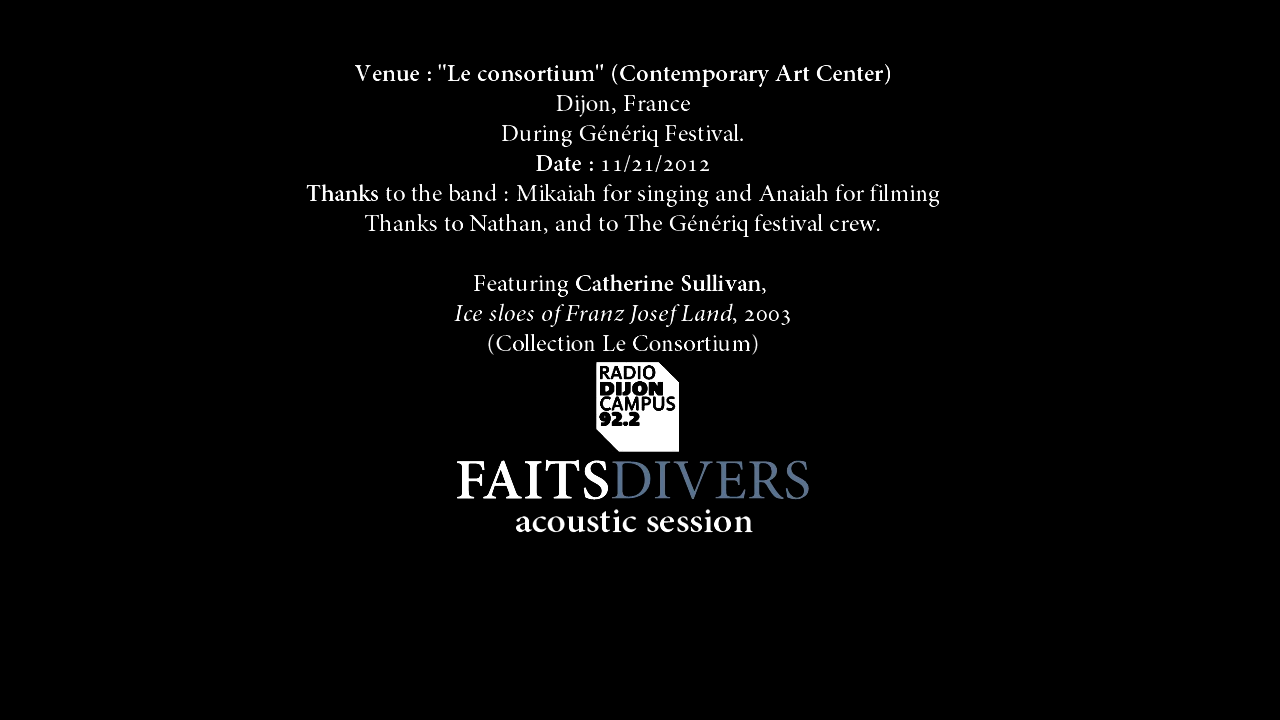 Venue : "Le consortium" (Contemporary Art Center)
Dijon, France
During Génériq Festival.
Date : 11/21/2012
Thanks to the band : Mikaiah for singing and Anaiah for filming
Thanks to Nathan, and to The Génériq festival crew.
Featuring Catherine Sullivan,
Ice sloes of Franz Josef Land, 2003
(Collection Le Consortium)
RADIO
DIJON
CAMPUS
92.2
FAITSDIVERS
acoustic session